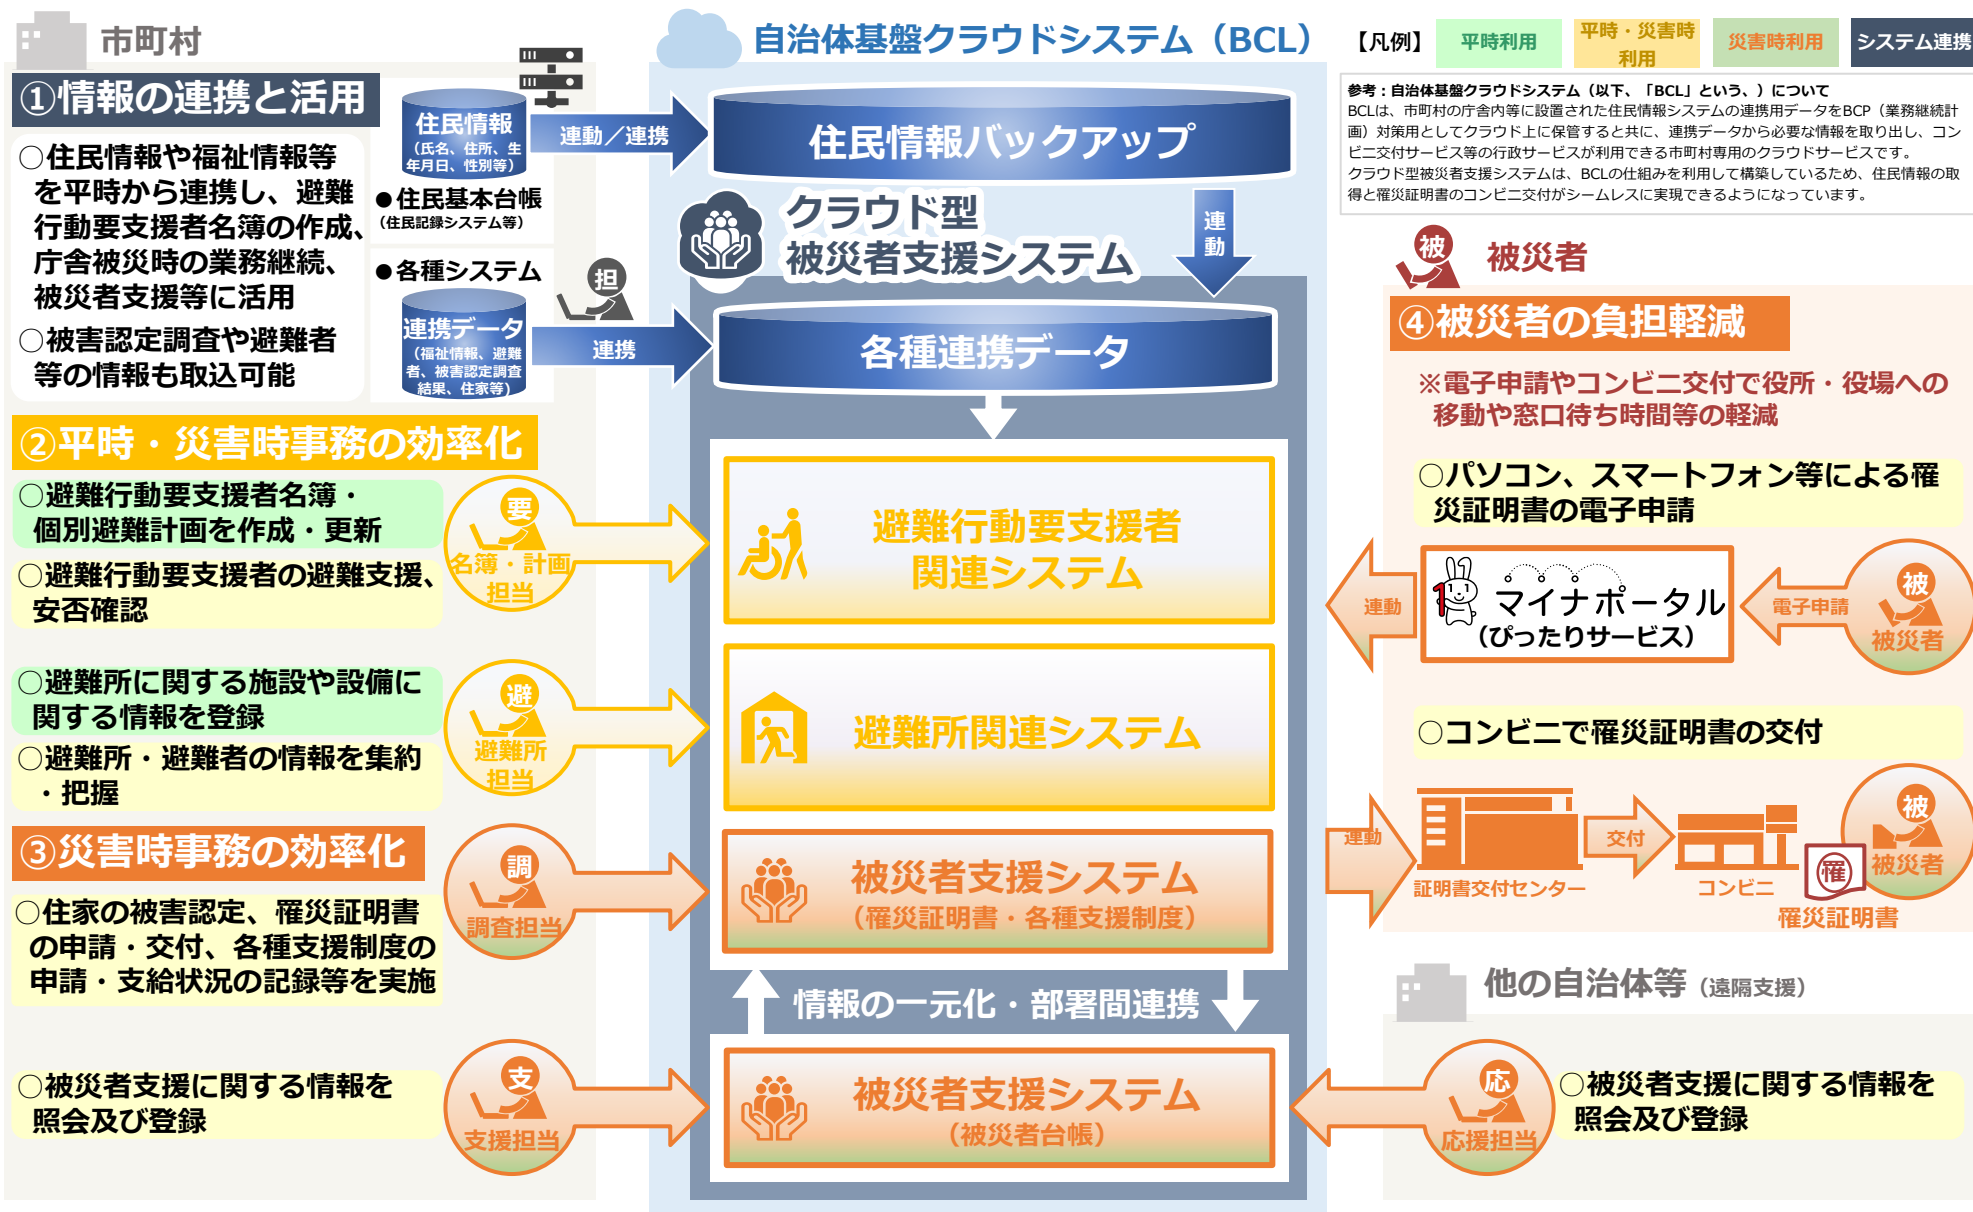 市町村
①情報の連携と活用
○住民情報や福祉情報等
を平時から連携し、避難
行動要支援者名簿の作成、
庁舎被災時の業務継続、
被災者支援等に活用
○被害認定調査や避難者
等の情報も取込可能
住民情報
（氏名、住所、生
年月日、性別等）
●住民基本台帳
（住民記録システム等）
●各種システム
連携データ
（福祉情報、避難
者、被害認定調査
結果、住家等）
担
連動／連携
連携
②平時・災害時事務の効率化
○避難行動要支援者名簿・
個別避難計画を作成・更新
○避難行動要支援者の避難支援、
安否確認
要
名簿・計画
担当
○避難所に関する施設や設備に
関する情報を登録
○避難所・避難者の情報を集約
・把握
避
避難所
担当
③災害時事務の効率化
○住家の被害認定、罹災証明書
の申請・交付、各種支援制度の
申請・支給状況の記録等を実施
調
調査担当
○被災者支援に関する情報を
照会及び登録
支
支援担当
自治体基盤クラウドシステム（BCL）
住民情報バックアップ
クラウド型
被災者支援システム
連
動
各種連携データ
避難行動要支援者
関連システム
避難所関連システム
被災者支援システム
（罹災証明書・各種支援制度）
情報の一元化・部署間連携
被災者支援システム
（被災者台帳）
【凡例】
平時利用
平時・災害時
利用
災害時利用
システム連携
参考：自治体基盤クラウドシステム（以下、「BCL」という、）について
BCLは、市町村の庁舎内等に設置された住民情報システムの連携用データをBCP（業務継続計
画）対策用としてクラウド上に保管すると共に、連携データから必要な情報を取り出し、コン
ビニ交付サービス等の行政サービスが利用できる市町村専用のクラウドサービスです。
クラウド型被災者支援システムは、BCLの仕組みを利用して構築しているため、住民情報の取
得と罹災証明書のコンビニ交付がシームレスに実現できるようになっています。
被
被災者
④被災者の負担軽減
※電子申請やコンビニ交付で役所・役場への
移動や窓口待ち時間等の軽減
○パソコン、スマートフォン等による罹
災証明書の電子申請
連動
マイナポータル
（ぴったりサービス）
電子申請
被
被災者
○コンビニで罹災証明書の交付
連動
証明書交付センター
交付
コンビニ
被
被災者
罹
罹災証明書
他の自治体等（遠隔支援）
応
応援担当
○被災者支援に関する情報を
照会及び登録